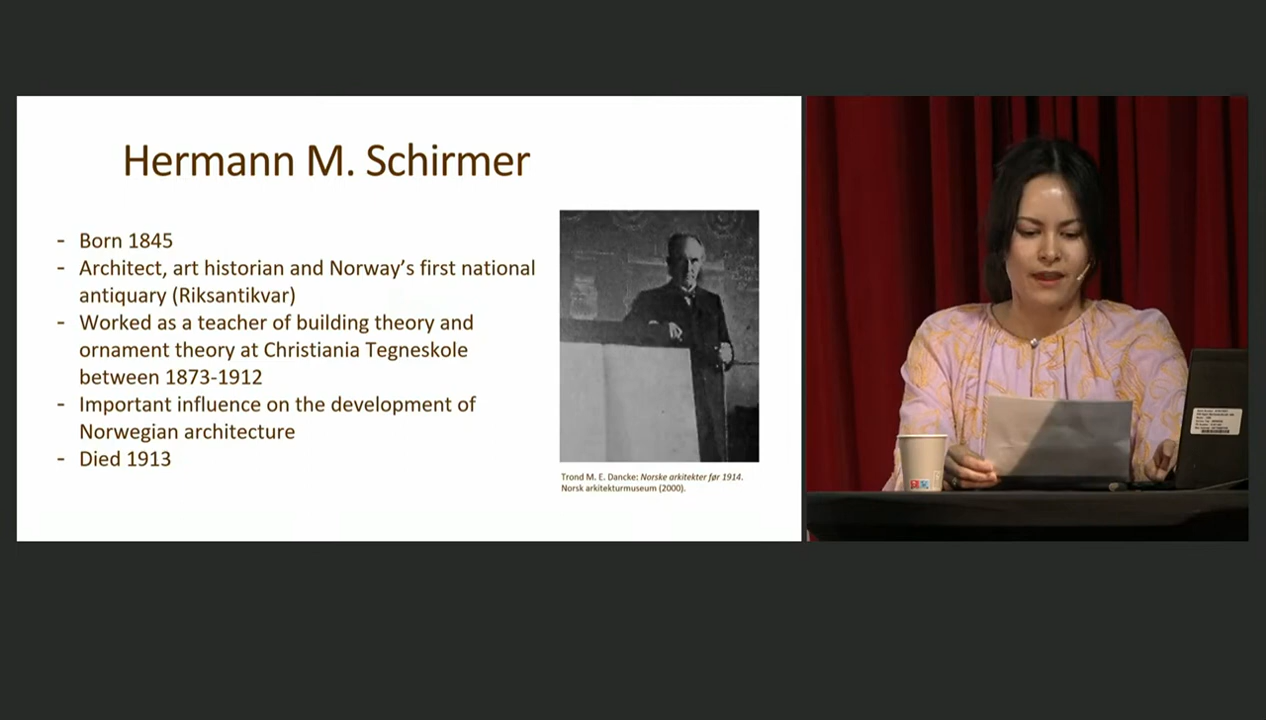 Hermann M. Schirmer
- Born 1845
- Architect, art historian and Norway's first national
antiquary (Riksantikvar)
- Worked as a teacher of building theory and
ornament theory at Christiania Tegneskole
between 1873-1912
- Important influence on the development of
Norwegian architecture
- Died 1913
Trond M. E. Dancke: Norske arkitekter før 1914.
Norsk arkitekturmuseum (2000).